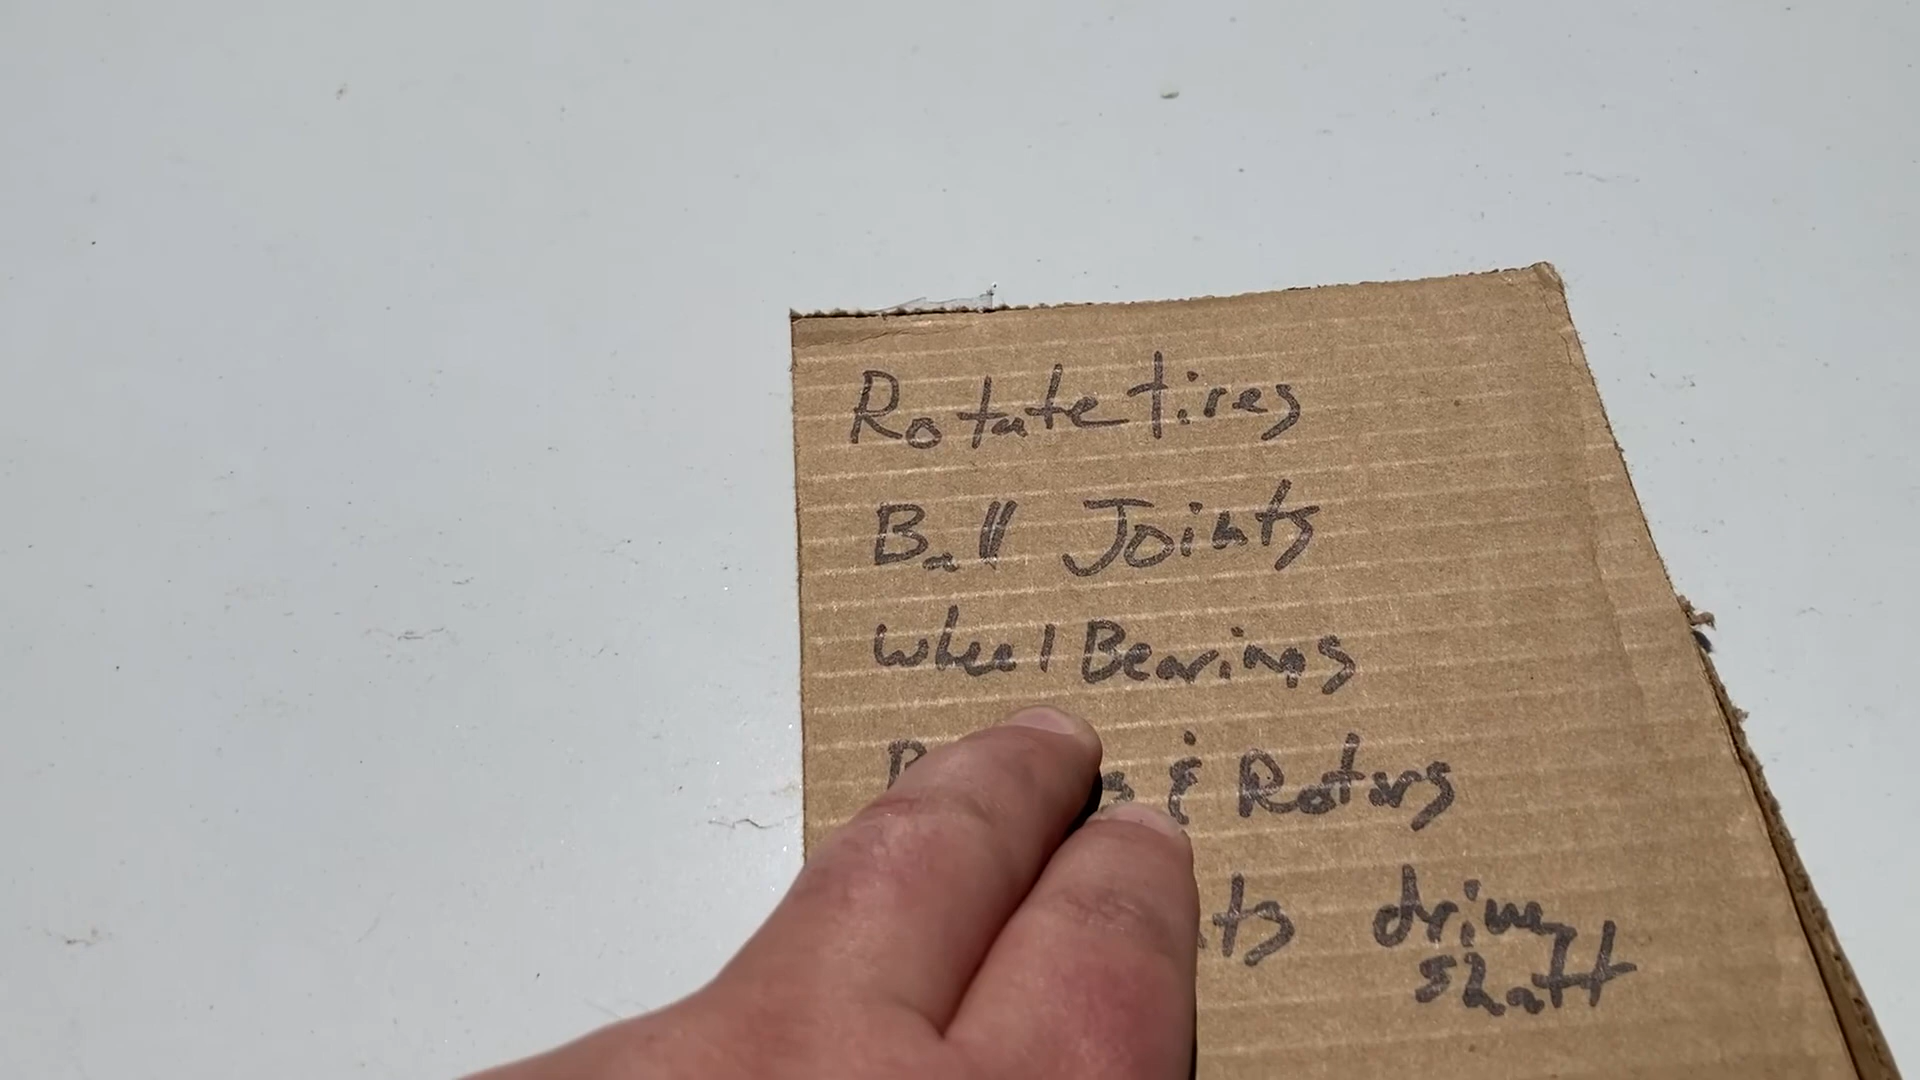 Rotate tires
Ball Joints
Wheel Bearings
& Rotors
drive
shaft